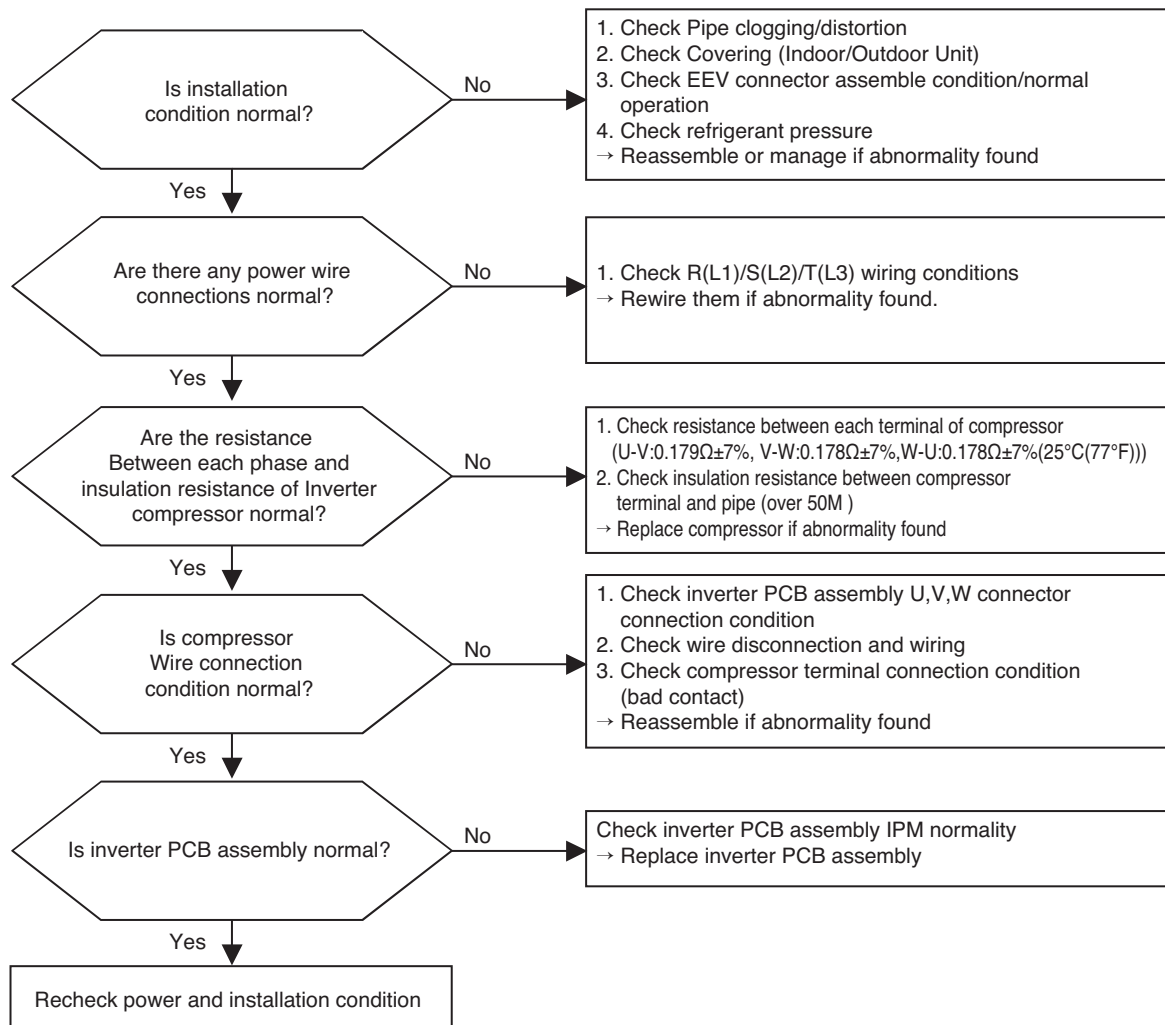 Is installation
condition normal?
No
1. Check Pipe clogging/distortion
2. Check Covering (Indoor/Outdoor Unit)
3. Check EEV connector assemble condition/normal
operation
4. Check refrigerant pressure
→ Reassemble or manage if abnormality found
Yes
Are there any power wire
connections normal?
No
1. Check R(L1)/S(L2)/T(L3) wiring conditions
→ Rewire them if abnormality found.
Yes
Are the resistance
Between each phase and
insulation resistance of Inverter
compressor normal?
No
1. Check resistance between each terminal of compressor
(U-V:0.179Ω±7%, V-W:0.178Ω±7%,W-U:0.178Ω±7%(25°C(77°F)))
2. Check insulation resistance between compressor
terminal and pipe (over 50M )
→ Replace compressor if abnormality found
Yes
Is compressor
Wire connection
condition normal?
No
1. Check inverter PCB assembly U,V,W connector
connection condition
2. Check wire disconnection and wiring
3. Check compressor terminal connection condition
(bad contact)
→ Reassemble if abnormality found
Yes
Is inverter PCB assembly normal?
No
Check inverter PCB assembly IPM normality
→ Replace inverter PCB assembly
Yes
Recheck power and installation condition